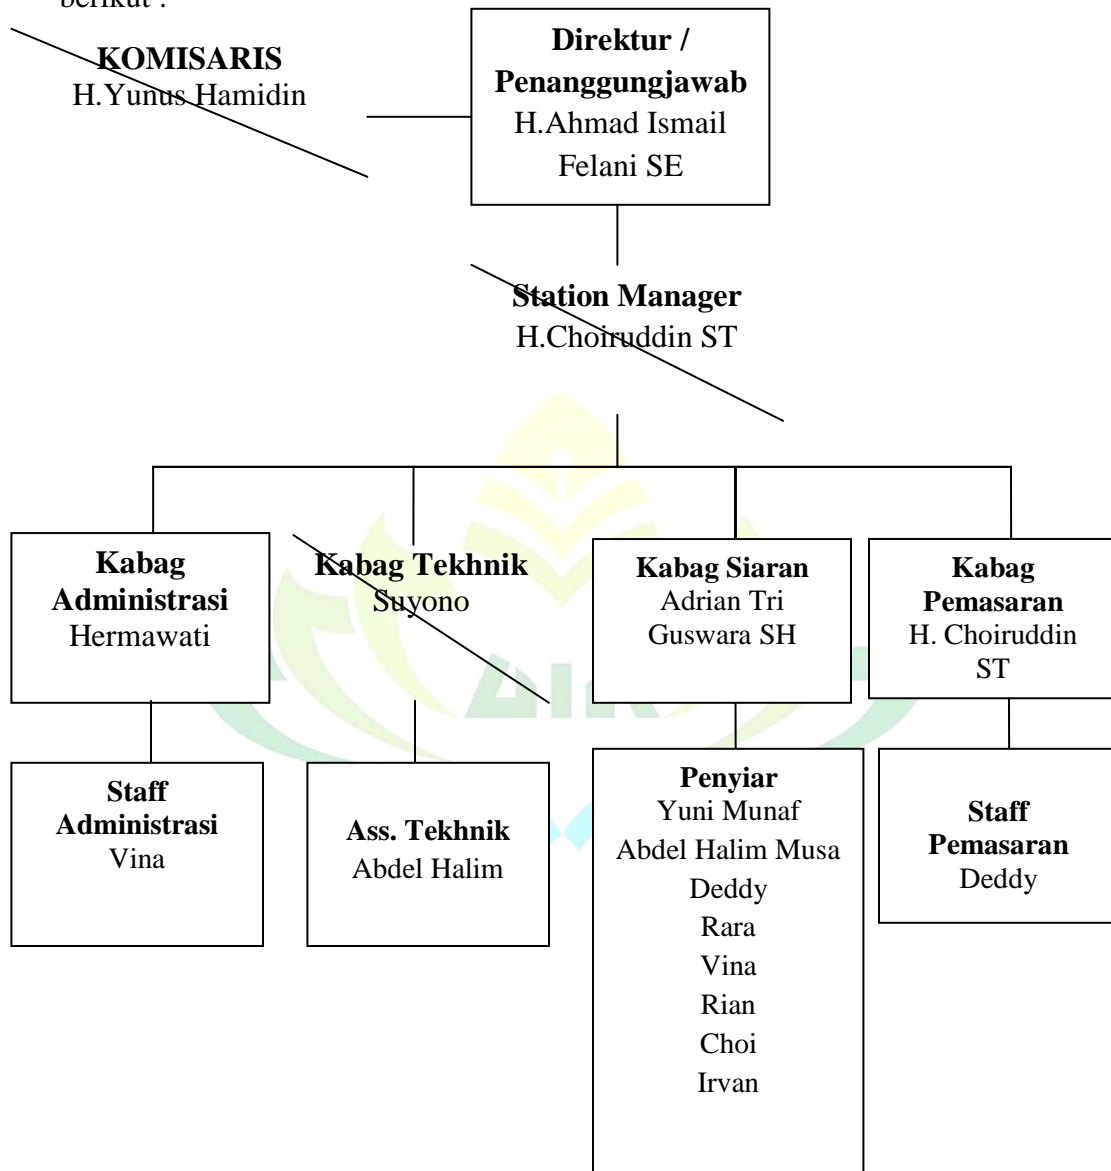 berikut :
KOMISARIS
H.Yunus Hamidin
Direktur /
Penanggungjawab
H.Ahmad Ismail
Felani SE
Station Manager
H.Choiruddin ST
Kabag
Administrasi
Hermawati
Kabag Tekhnik
Suyono
Kabag Siaran
Adrian Tri
Guswara SH
Kabag
Pemasaran
H. Choiruddin
ST
Staff
Administrasi
Vina
Ass. Tekhnik
Abdel Halim
Penyiar
Yuni Munaf
Abdel Halim Musa
Deddy
Rara
Vina
Rian
Choi
Irvan
Staff
Pemasaran
Deddy